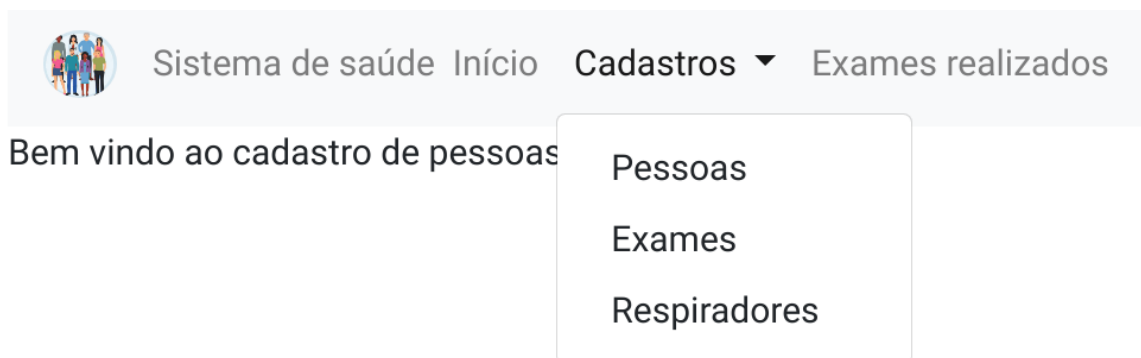 Sistema de saúde Início Cadastros Exames realizados
Bem vindo ao cadastro de pessoas
Pessoas
Exames
Respiradores